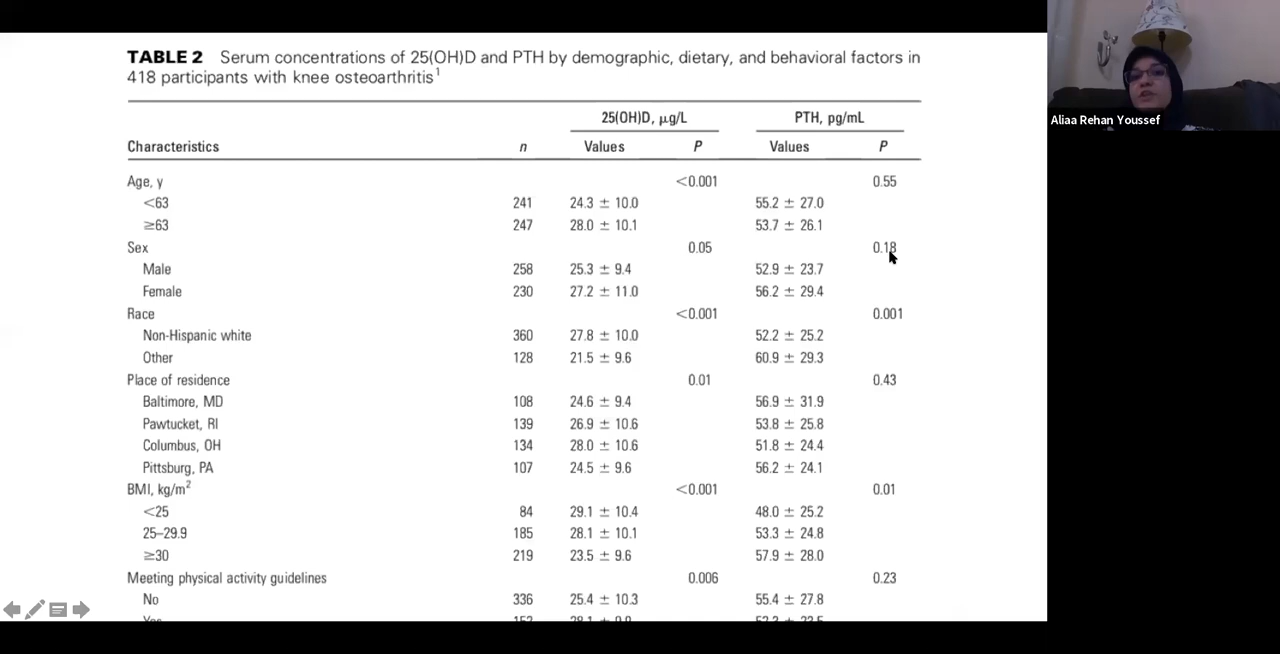 TABLE 2 Serum concentrations of 25(OH)D and PTH by demographic, dietary, and behavioral factors in
418 participants with knee osteoarthritis¹
25(OH)D, μg/L PTH, pg/mL
Characteristics n Values P Values P
Age, y <0.001 0.55
<63 241 24.3 ± 10.0 55.2 ± 27.0
≥63 247 28.0 ± 10.1 53.7 ± 26.1
Sex 0.05 0.18
Male 258 25.3 ± 9.4 52.9 ± 23.7
Female 230 27.2 ± 11.0 56.2 ± 29.4
Race <0.001 0.001
Non-Hispanic white 360 27.8 ± 10.0 52.2 ± 25.2
Other 128 21.5 ± 9.6 60.9 ± 29.3
Place of residence 0.01 0.43
Baltimore, MD 108 24.6 ± 9.4 56.9 ± 31.9
Pawtucket, RI 139 26.9 ± 10.6 53.8 ± 25.8
Columbus, OH 134 28.0 ± 10.6 51.8 ± 24.4
Pittsburg, PA 107 24.5 ± 9.6 56.2 ± 24.1
BMI, kg/m² <0.001 0.01
<25 84 29.1 ± 10.4 48.0 ± 25.2
25–29.9 185 28.1 ± 10.1 53.3 ± 24.8
≥30 219 23.5 ± 9.6 57.9 ± 28.0
Meeting physical activity guidelines 0.006 0.23
No 336 25.4 ± 10.3 55.4 ± 27.8
Aliaa Rehan Youssef